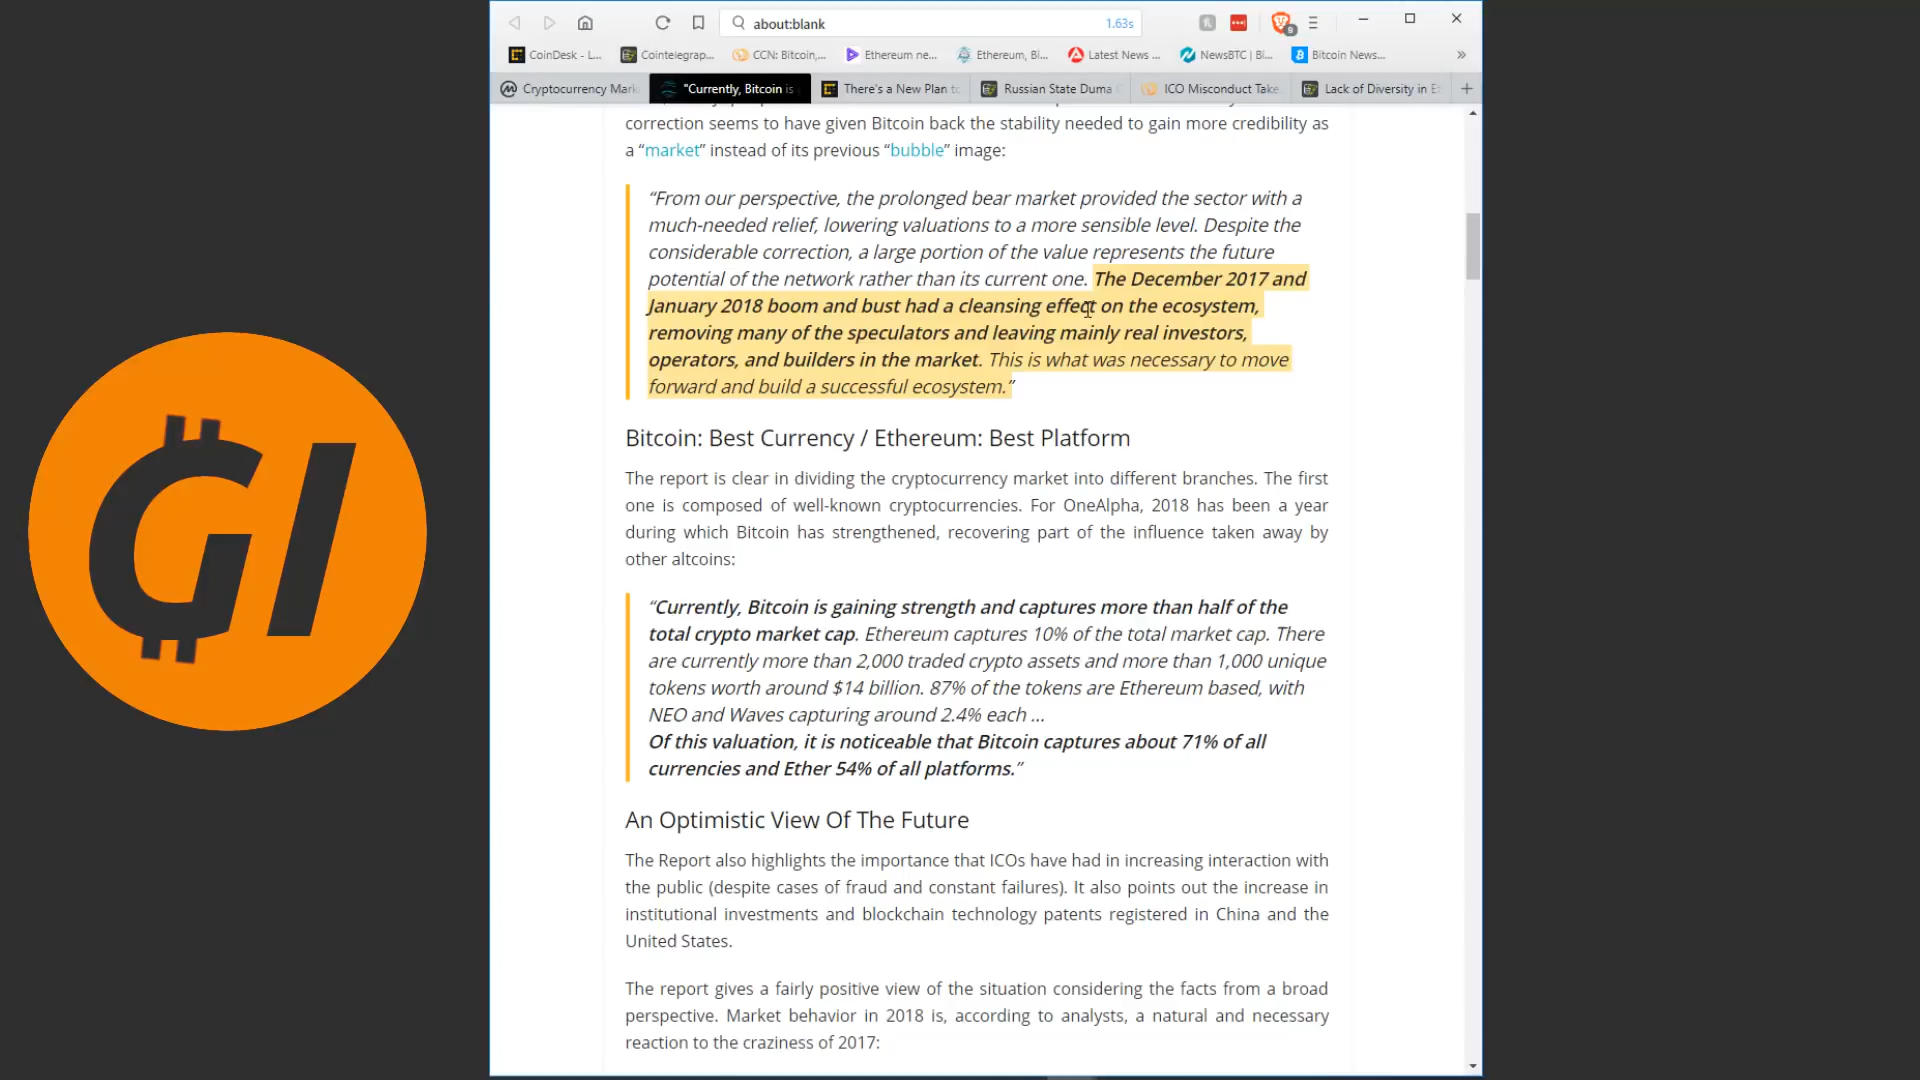 about:blank
1.63s
CoinDesk - L...
Cointelegrap...
CCN: Bitcoin,...
Ethereum ne...
Ethereum, Bi...
Latest News ...
NewsBTC | Bi...
Bitcoin News...
»
Cryptocurrency Mark
"Currently, Bitcoin is
There's a New Plan to
Russian State Duma
ICO Misconduct Take
Lack of Diversity in E
correction seems to have given Bitcoin back the stability needed to gain more credibility as
a “market” instead of its previous “bubble” image:
“From our perspective, the prolonged bear market provided the sector with a
much-needed relief, lowering valuations to a more sensible level. Despite the
considerable correction, a large portion of the value represents the future
potential of the network rather than its current one. The December 2017 and
January 2018 boom and bust had a cleansing effect on the ecosystem,
removing many of the speculators and leaving mainly real investors,
operators, and builders in the market. This is what was necessary to move
forward and build a successful ecosystem.”
Bitcoin: Best Currency / Ethereum: Best Platform
The report is clear in dividing the cryptocurrency market into different branches. The first
one is composed of well-known cryptocurrencies. For OneAlpha, 2018 has been a year
during which Bitcoin has strengthened, recovering part of the influence taken away by
other altcoins:
“Currently, Bitcoin is gaining strength and captures more than half of the
total crypto market cap. Ethereum captures 10% of the total market cap. There
are currently more than 2,000 traded crypto assets and more than 1,000 unique
tokens worth around $14 billion. 87% of the tokens are Ethereum based, with
NEO and Waves capturing around 2.4% each ...
Of this valuation, it is noticeable that Bitcoin captures about 71% of all
currencies and Ether 54% of all platforms.”
An Optimistic View Of The Future
The Report also highlights the importance that ICOs have had in increasing interaction with
the public (despite cases of fraud and constant failures). It also points out the increase in
institutional investments and blockchain technology patents registered in China and the
United States.
The report gives a fairly positive view of the situation considering the facts from a broad
perspective. Market behavior in 2018 is, according to analysts, a natural and necessary
reaction to the craziness of 2017:
GI